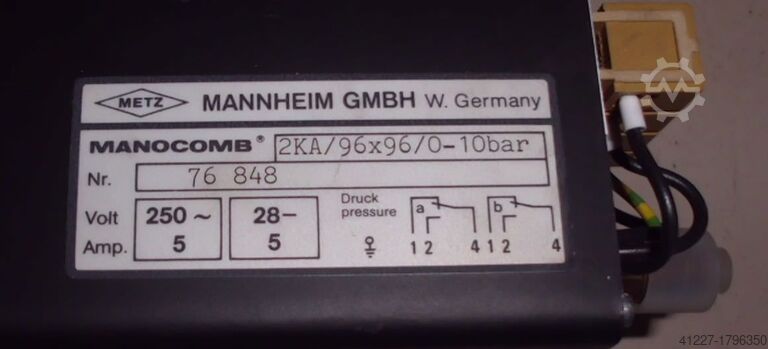 METZ MANNHEIM GMBH W. Germany
MANOCOMB® 2KA/96x96/0-10bar
Nr. 76 848
Volt 250~ 28- Druck
pressure a b
Amp. 5 5 1 2 4 1 2 4
41227-1796350